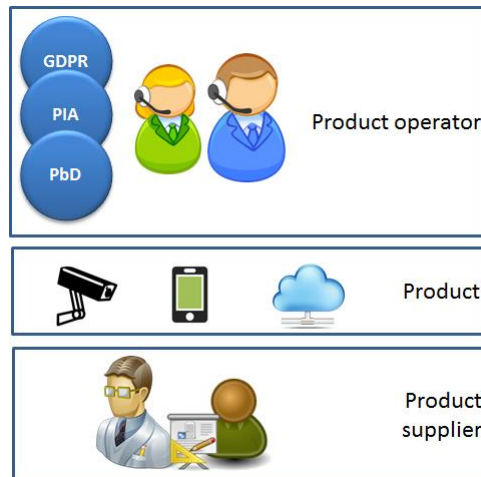 GDPR
PIA
PbD
Product operator
Product
Product
supplier